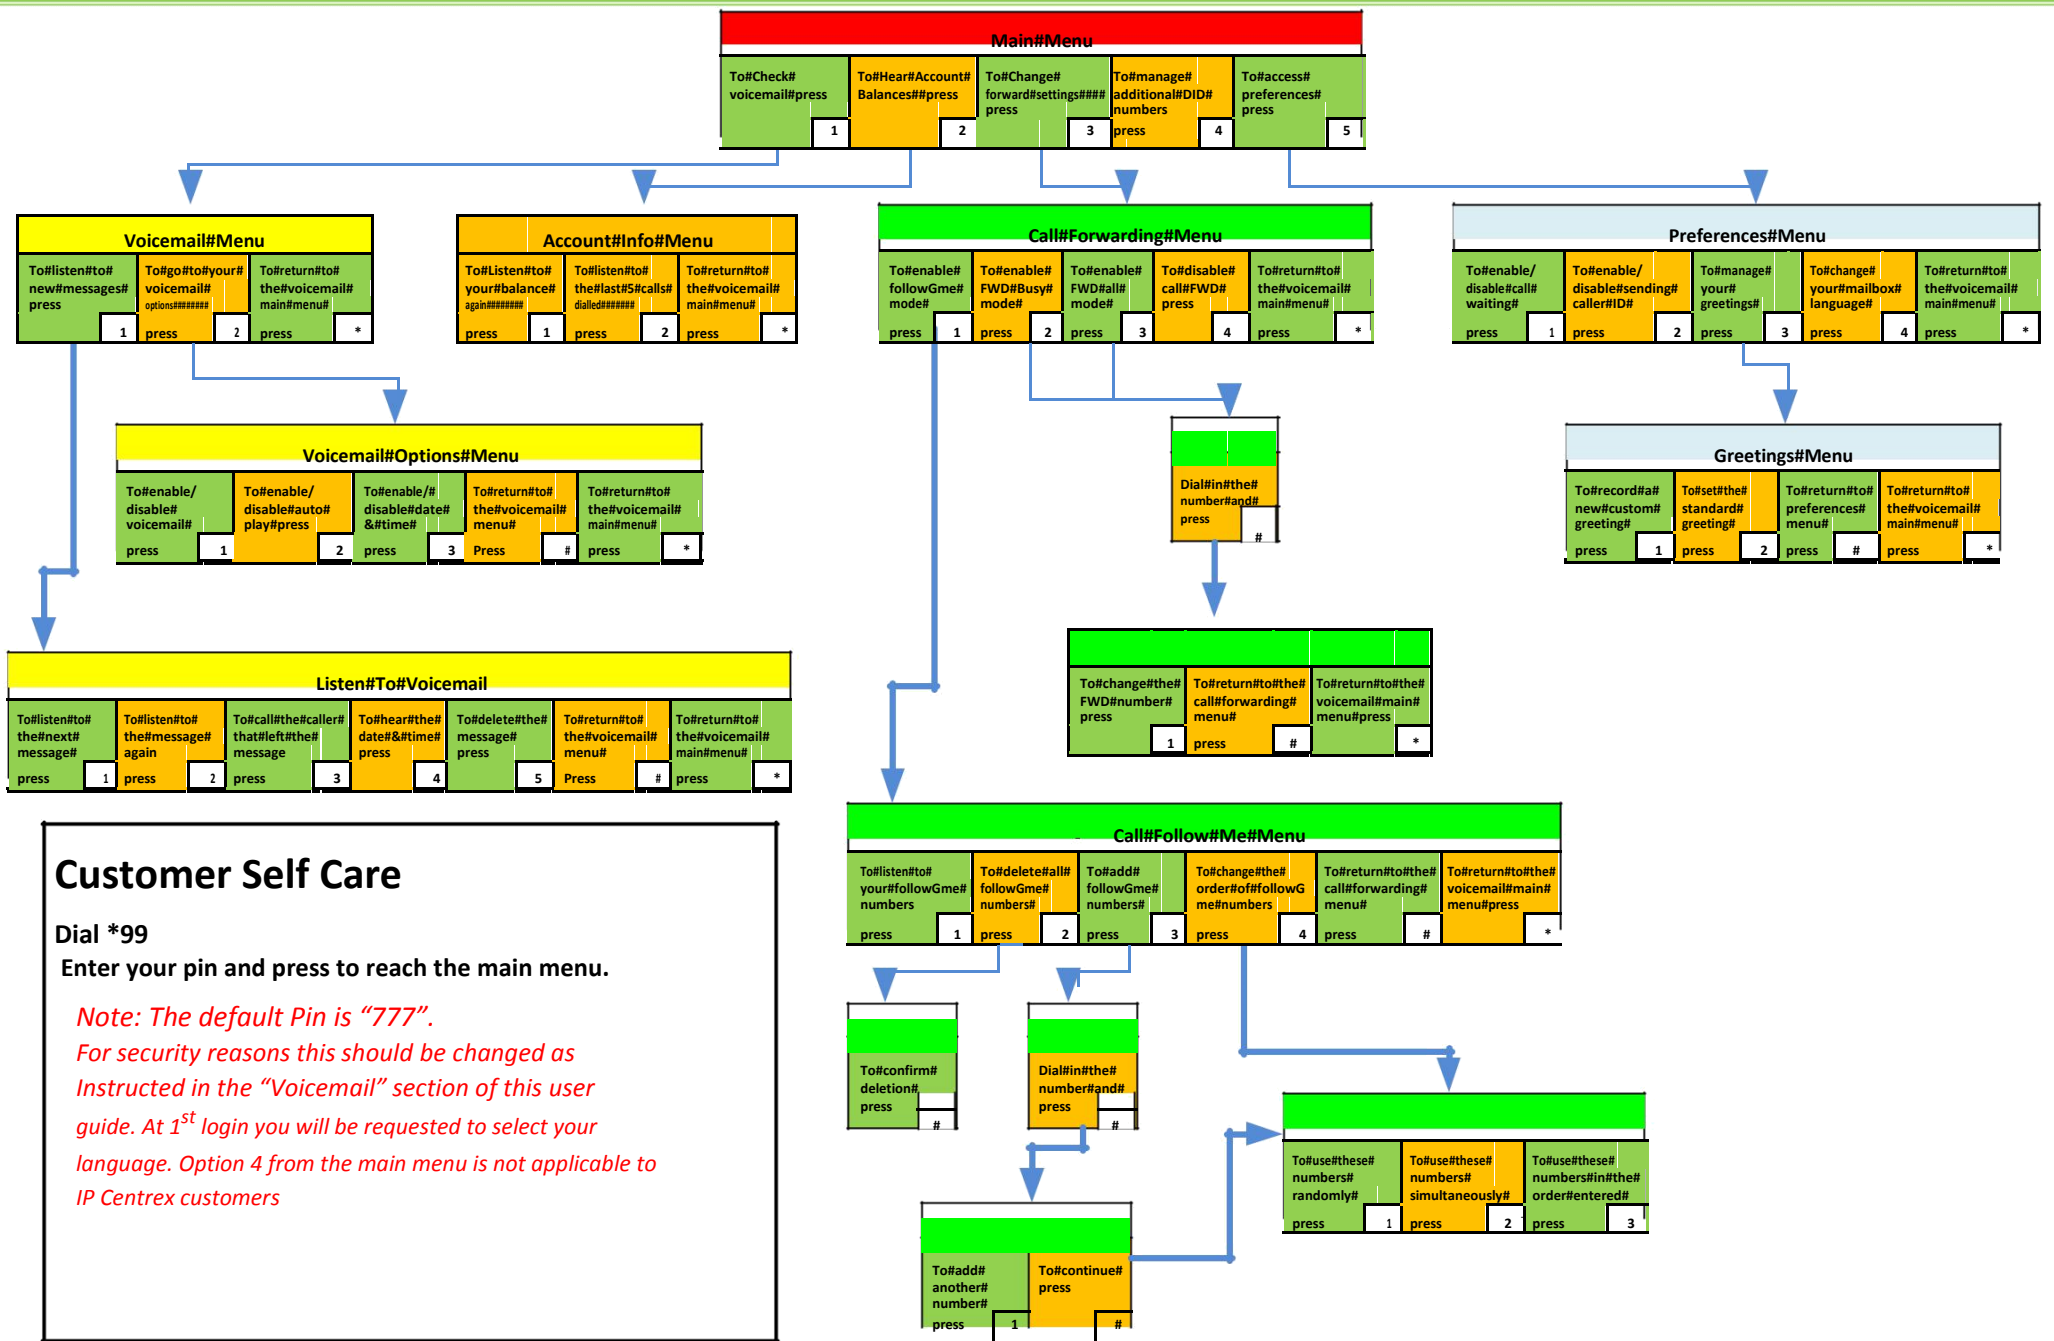 Main#Menu
To#Check#
voicemail#press
1
To#Hear#Account#
Balances##press
2
To#Change#
forward#settings####
press
3
To#manage#
additional#DID#
numbers
press
4
To#access#
preferences#
press
5
Voicemail#Menu
To#listen#to#
new#messages#
press
1
To#go#to#your#
voicemail#
options#######
press
2
To#return#to#
the#voicemail#
main#menu#
press
*
Account#Info#Menu
To#Listen#to#
your#balance#
again########
press
1
To#listen#to#
the#last#5#calls#
dialled#######
press
2
To#return#to#
the#voicemail#
main#menu#
press
*
Call#Forwarding#Menu
To#enable#
followGme#
mode#
press
1
To#enable#
FWD#Busy#
mode#
press
2
To#enable#
FWD#all#
mode#
press
3
To#disable#
call#FWD#
press
4
To#return#to#
the#voicemail#
main#menu#
press
*
Preferences#Menu
To#enable/
disable#call#
waiting#
press
1
To#enable/
disable#sending#
caller#ID#
press
2
To#manage#
your#
greetings#
press
3
To#change#
your#mailbox#
language#
press
4
To#return#to#
the#voicemail#
main#menu#
press
*
Voicemail#Options#Menu
To#enable/
disable#
voicemail#
press
1
To#enable/
disable#auto#
play#press
2
To#enable/#
disable#date#
&#time#
press
3
To#return#to#
the#voicemail#
menu#
Press
#
To#return#to#
the#voicemail#
main#menu#
press
*
Dial#in#the#
number#and#
press
#
Greetings#Menu
To#record#a#
new#custom#
greeting#
press
1
To#set#the#
standard#
greeting#
press
2
To#return#to#
preferences#
menu#
press
#
To#return#to#
the#voicemail#
main#menu#
press
*
Listen#To#Voicemail
To#listen#to#
the#next#
message#
press
1
To#listen#to#
the#message#
again
press
2
To#call#the#caller#
that#left#the#
message
press
3
To#hear#the#
date#&#time#
press
4
To#delete#the#
message#
press
5
To#return#to#
the#voicemail#
menu#
Press
#
To#return#to#
the#voicemail#
main#menu#
press
*
To#change#the#
FWD#number#
press
1
To#return#to#the#
call#forwarding#
menu#
press
#
To#return#to#the#
voicemail#main#
menu#press
*
Call#Follow#Me#Menu
To#listen#to#
your#followGme#
numbers
press
1
To#delete#all#
followGme#
numbers#
press
2
To#add#
followGme#
numbers#
press
3
To#change#the#
order#of#followG
me#numbers
press
4
To#return#to#the#
call#forwarding#
menu#
press
#
To#return#to#the#
voicemail#main#
menu#press
*
Customer Self Care
Dial *99
Enter your pin and press to reach the main menu.
Note: The default Pin is “777”.
For security reasons this should be changed as
Instructed in the “Voicemail” section of this user
guide. At 1st login you will be requested to select your
language. Option 4 from the main menu is not applicable to
IP Centrex customers
To#confirm#
deletion#
press
#
Dial#in#the#
number#and#
press
#
To#use#these#
numbers#
randomly#
press
1
To#use#these#
numbers#
simultaneously#
press
2
To#use#these#
numbers#in#the#
order#entered#
press
3
To#add#
another#
number#
press
1
To#continue#
press
#